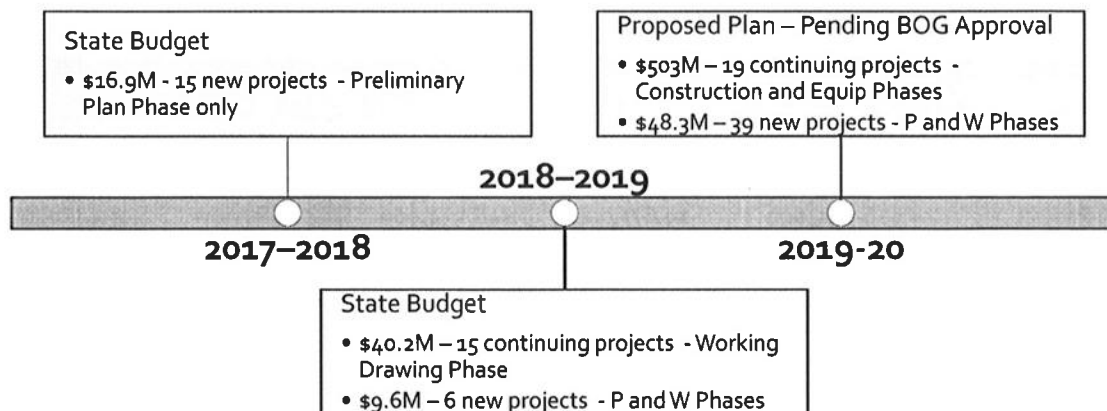 State Budget
• $16.9M - 15 new projects - Preliminary
Plan Phase only
Proposed Plan – Pending BOG Approval
• $503M – 19 continuing projects -
Construction and Equip Phases
• $48.3M – 39 new projects - P and W Phases
2018–2019
2017–2018
2019-20
State Budget
• $40.2M – 15 continuing projects - Working
Drawing Phase
• $9.6M – 6 new projects - P and W Phases